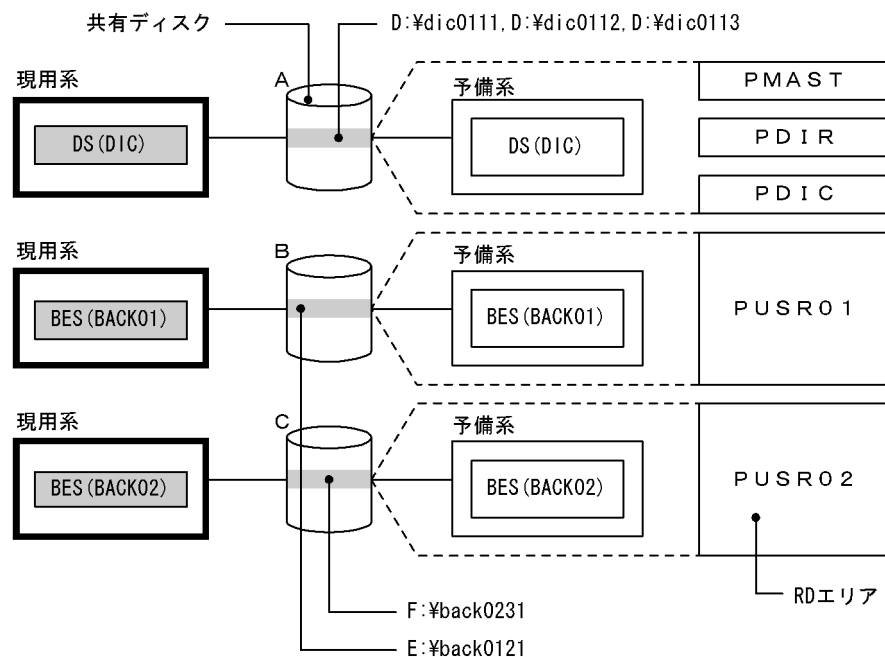 共有ディスク
D:¥dic0111,D:¥dic0112,D:¥dic0113
現用系
A
予備系
PMAST
DS(DIC)
DS(DIC)
PDIR
PDIC
現用系
B
予備系
BES(BACK01)
BES(BACK01)
PUSR01
現用系
C
予備系
BES(BACK02)
BES(BACK02)
PUSR02
RDエリア
F:¥back0231
E:¥back0121